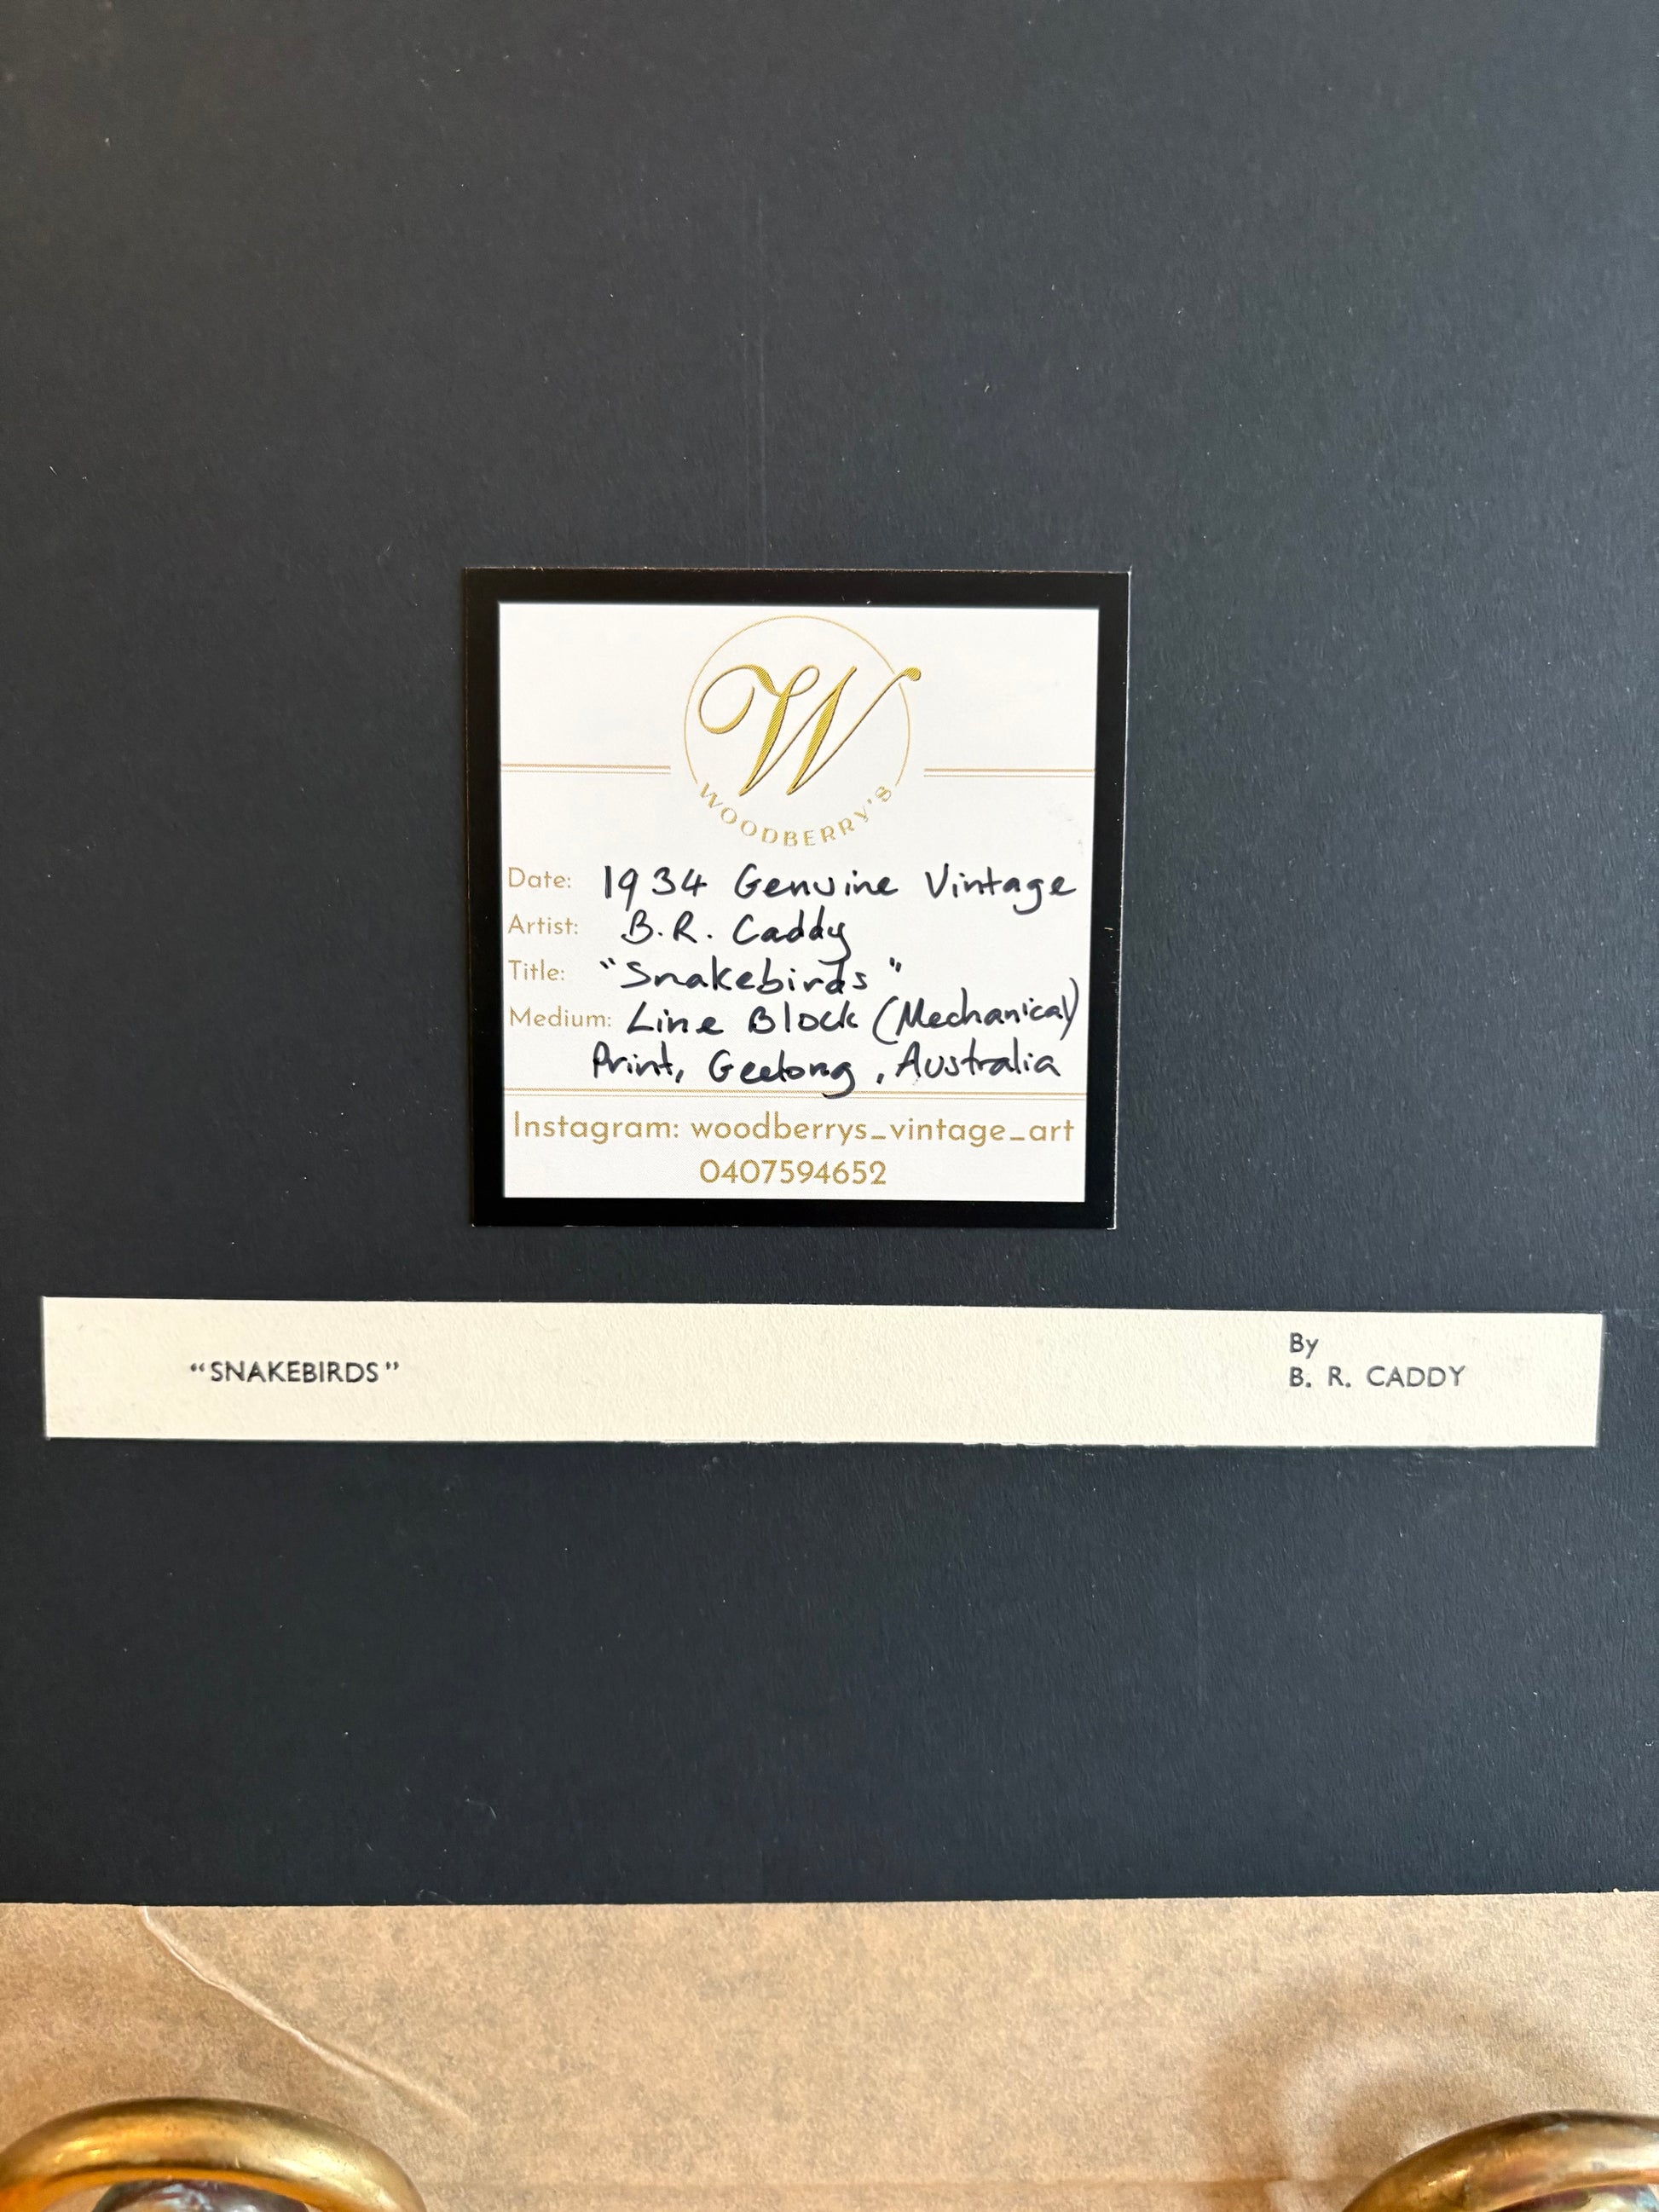 W
WOODBERRY'S
Date: 1934 Genuine Vintage
Artist: B.R. Caddy
Title: "Snakebirds"
Medium: Line Block (Mechanical)
Print, Geelong, Australia
Instagram: woodberrys_vintage_art
0407594652
“SNAKEBIRDS”
By
B. R. CADDY